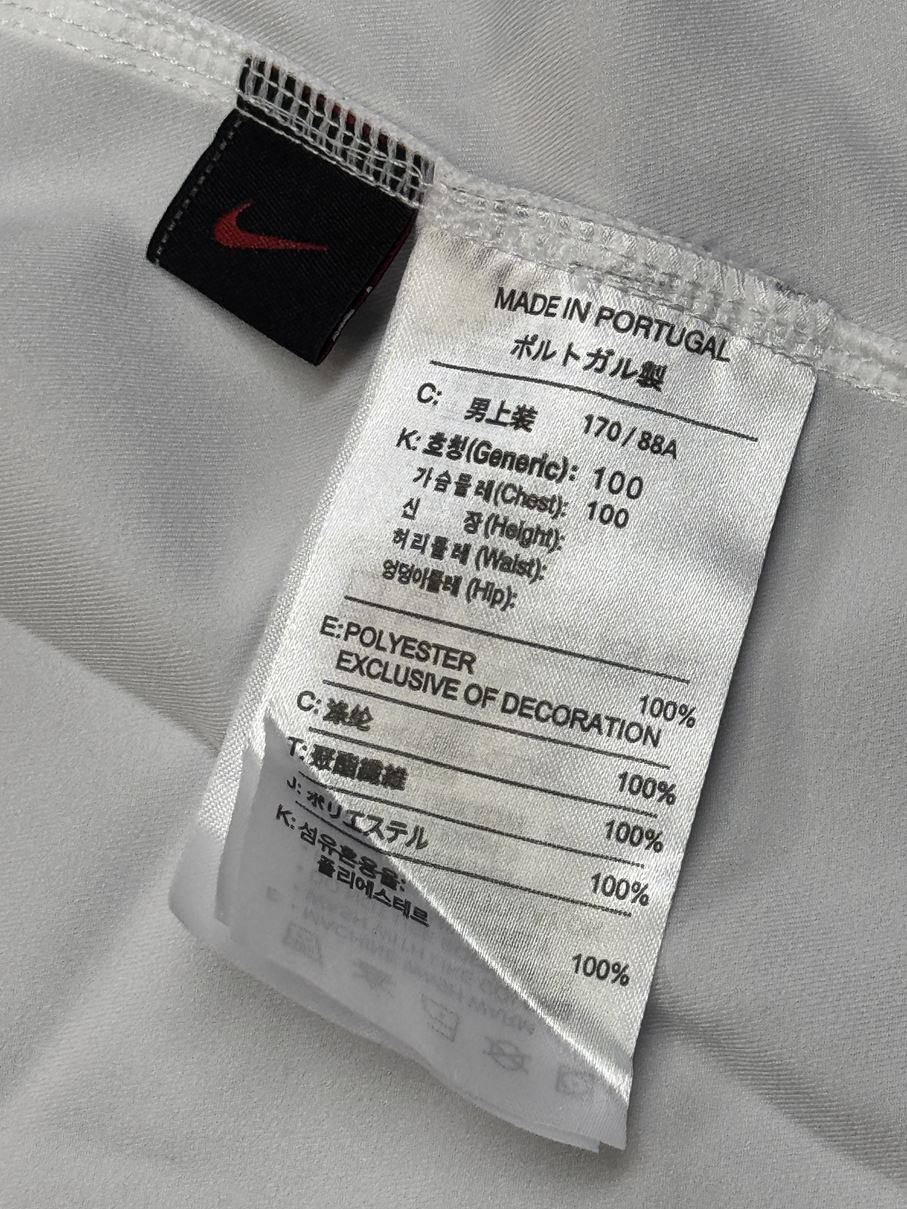 MADE IN PORTUGAL
ポルトガル製
C: 男上装 170/88A
K: 호칭(Generic): 100
가슴둘레(Chest): 100
신 장(Height):
허리둘레(Waist):
엉덩이둘레(Hip):
E:POLYESTER 100%
EXCLUSIVE OF DECORATION
C: 涤纶 100%
T: 聚酯纖維 100%
J: ポリエステル 100%
K: 섬유혼용율:
폴리에스테르 100%